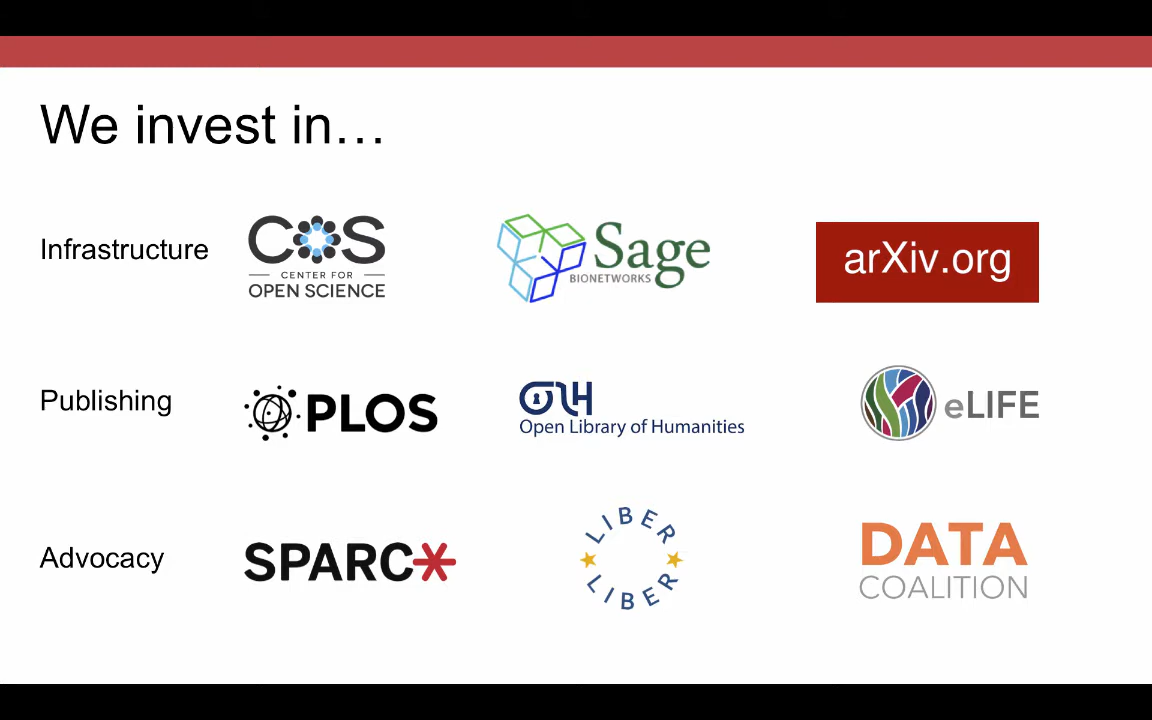 We invest in…
Infrastructure
COS
CENTER FOR
OPEN SCIENCE
Sage
BIONETWORKS
arXiv.org
Publishing
PLOS
OLH
Open Library of Humanities
eLIFE
Advocacy
SPARC
LIBER
LIBER
DATA
COALITION